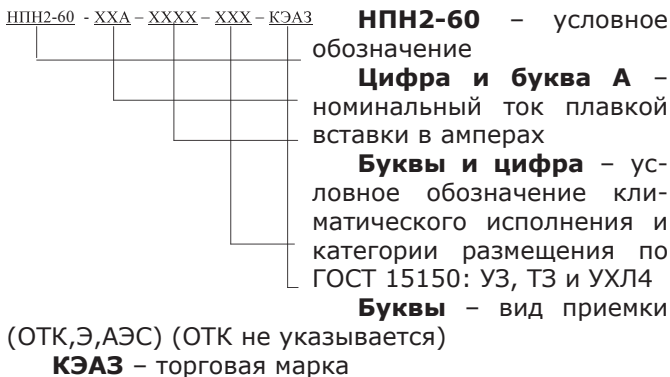 НПН2-60 - ХХА – ХХХХ – ХХХ – КЭАЗ
НПН2-60 – условное
обозначение
Цифра и буква А –
номинальный ток плавкой
вставки в амперах
Буквы и цифра – ус-
ловное обозначение кли-
матического исполнения и
категории размещения по
ГОСТ 15150: У3, Т3 и УХЛ4
Буквы – вид приемки
(ОТК,Э,АЭС) (ОТК не указывается)
КЭАЗ – торговая марка